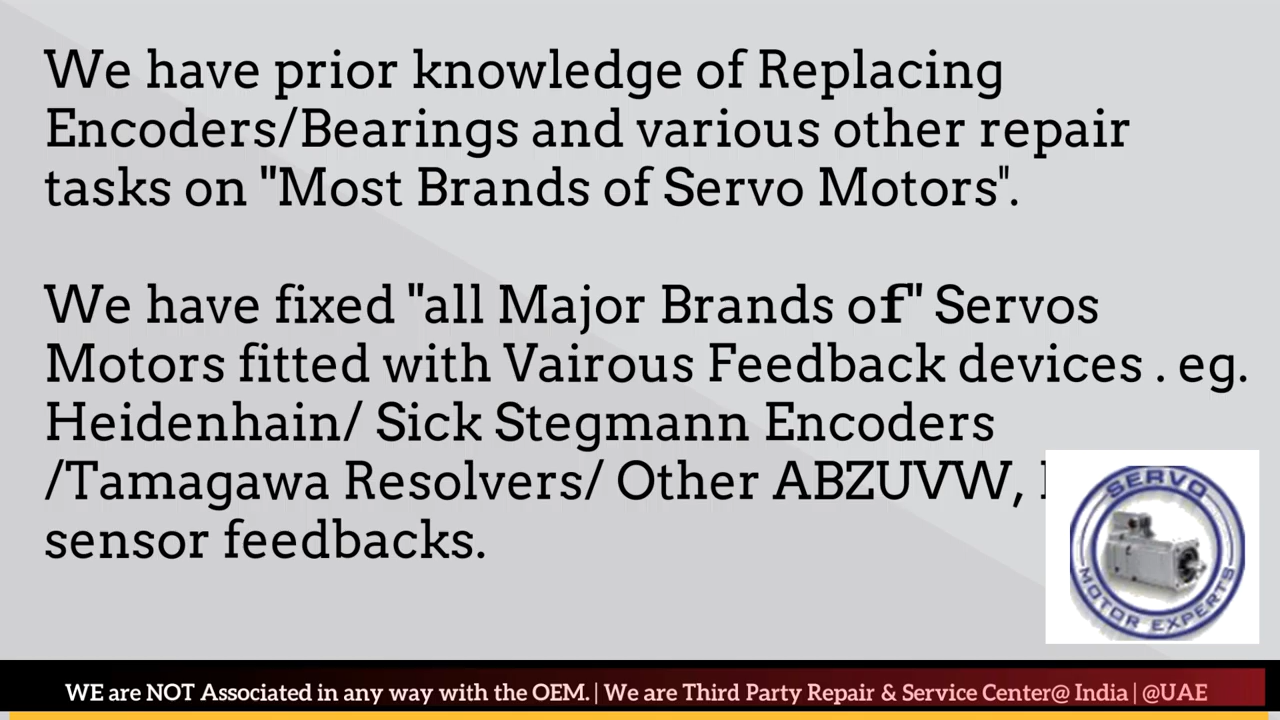 We have prior knowledge of Replacing
Encoders/Bearings and various other repair
tasks on "Most Brands of Servo Motors".
We have fixed "all Major Brands of" Servos
Motors fitted with Vairous Feedback devices . eg.
Heidenhain/ Sick Stegmann Encoders
/Tamagawa Resolvers/ Other ABZUVW,
sensor feedbacks.
SERVO
MOTOR EXPERTS
WE are NOT Associated in any way with the OEM. | We are Third Party Repair & Service Center@ India | @UAE